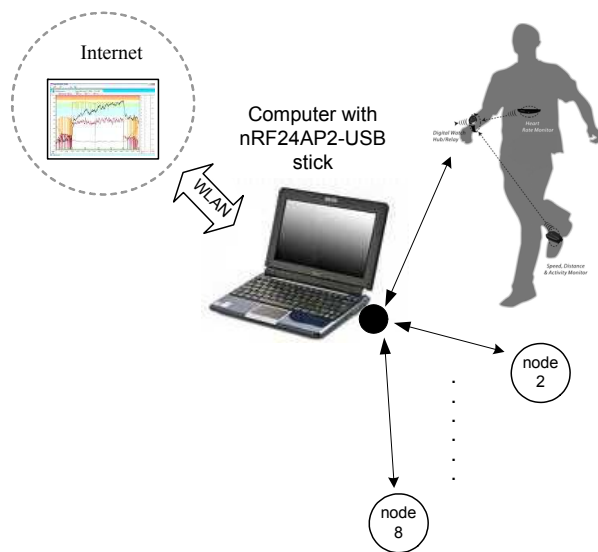 Internet
Computer with
nRF24AP2-USB
stick
WLAN
Digital Watch
Hub/Relay
Heart
Rate Monitor
Speed, Distance
& Activity Monitor
node
2
node
8